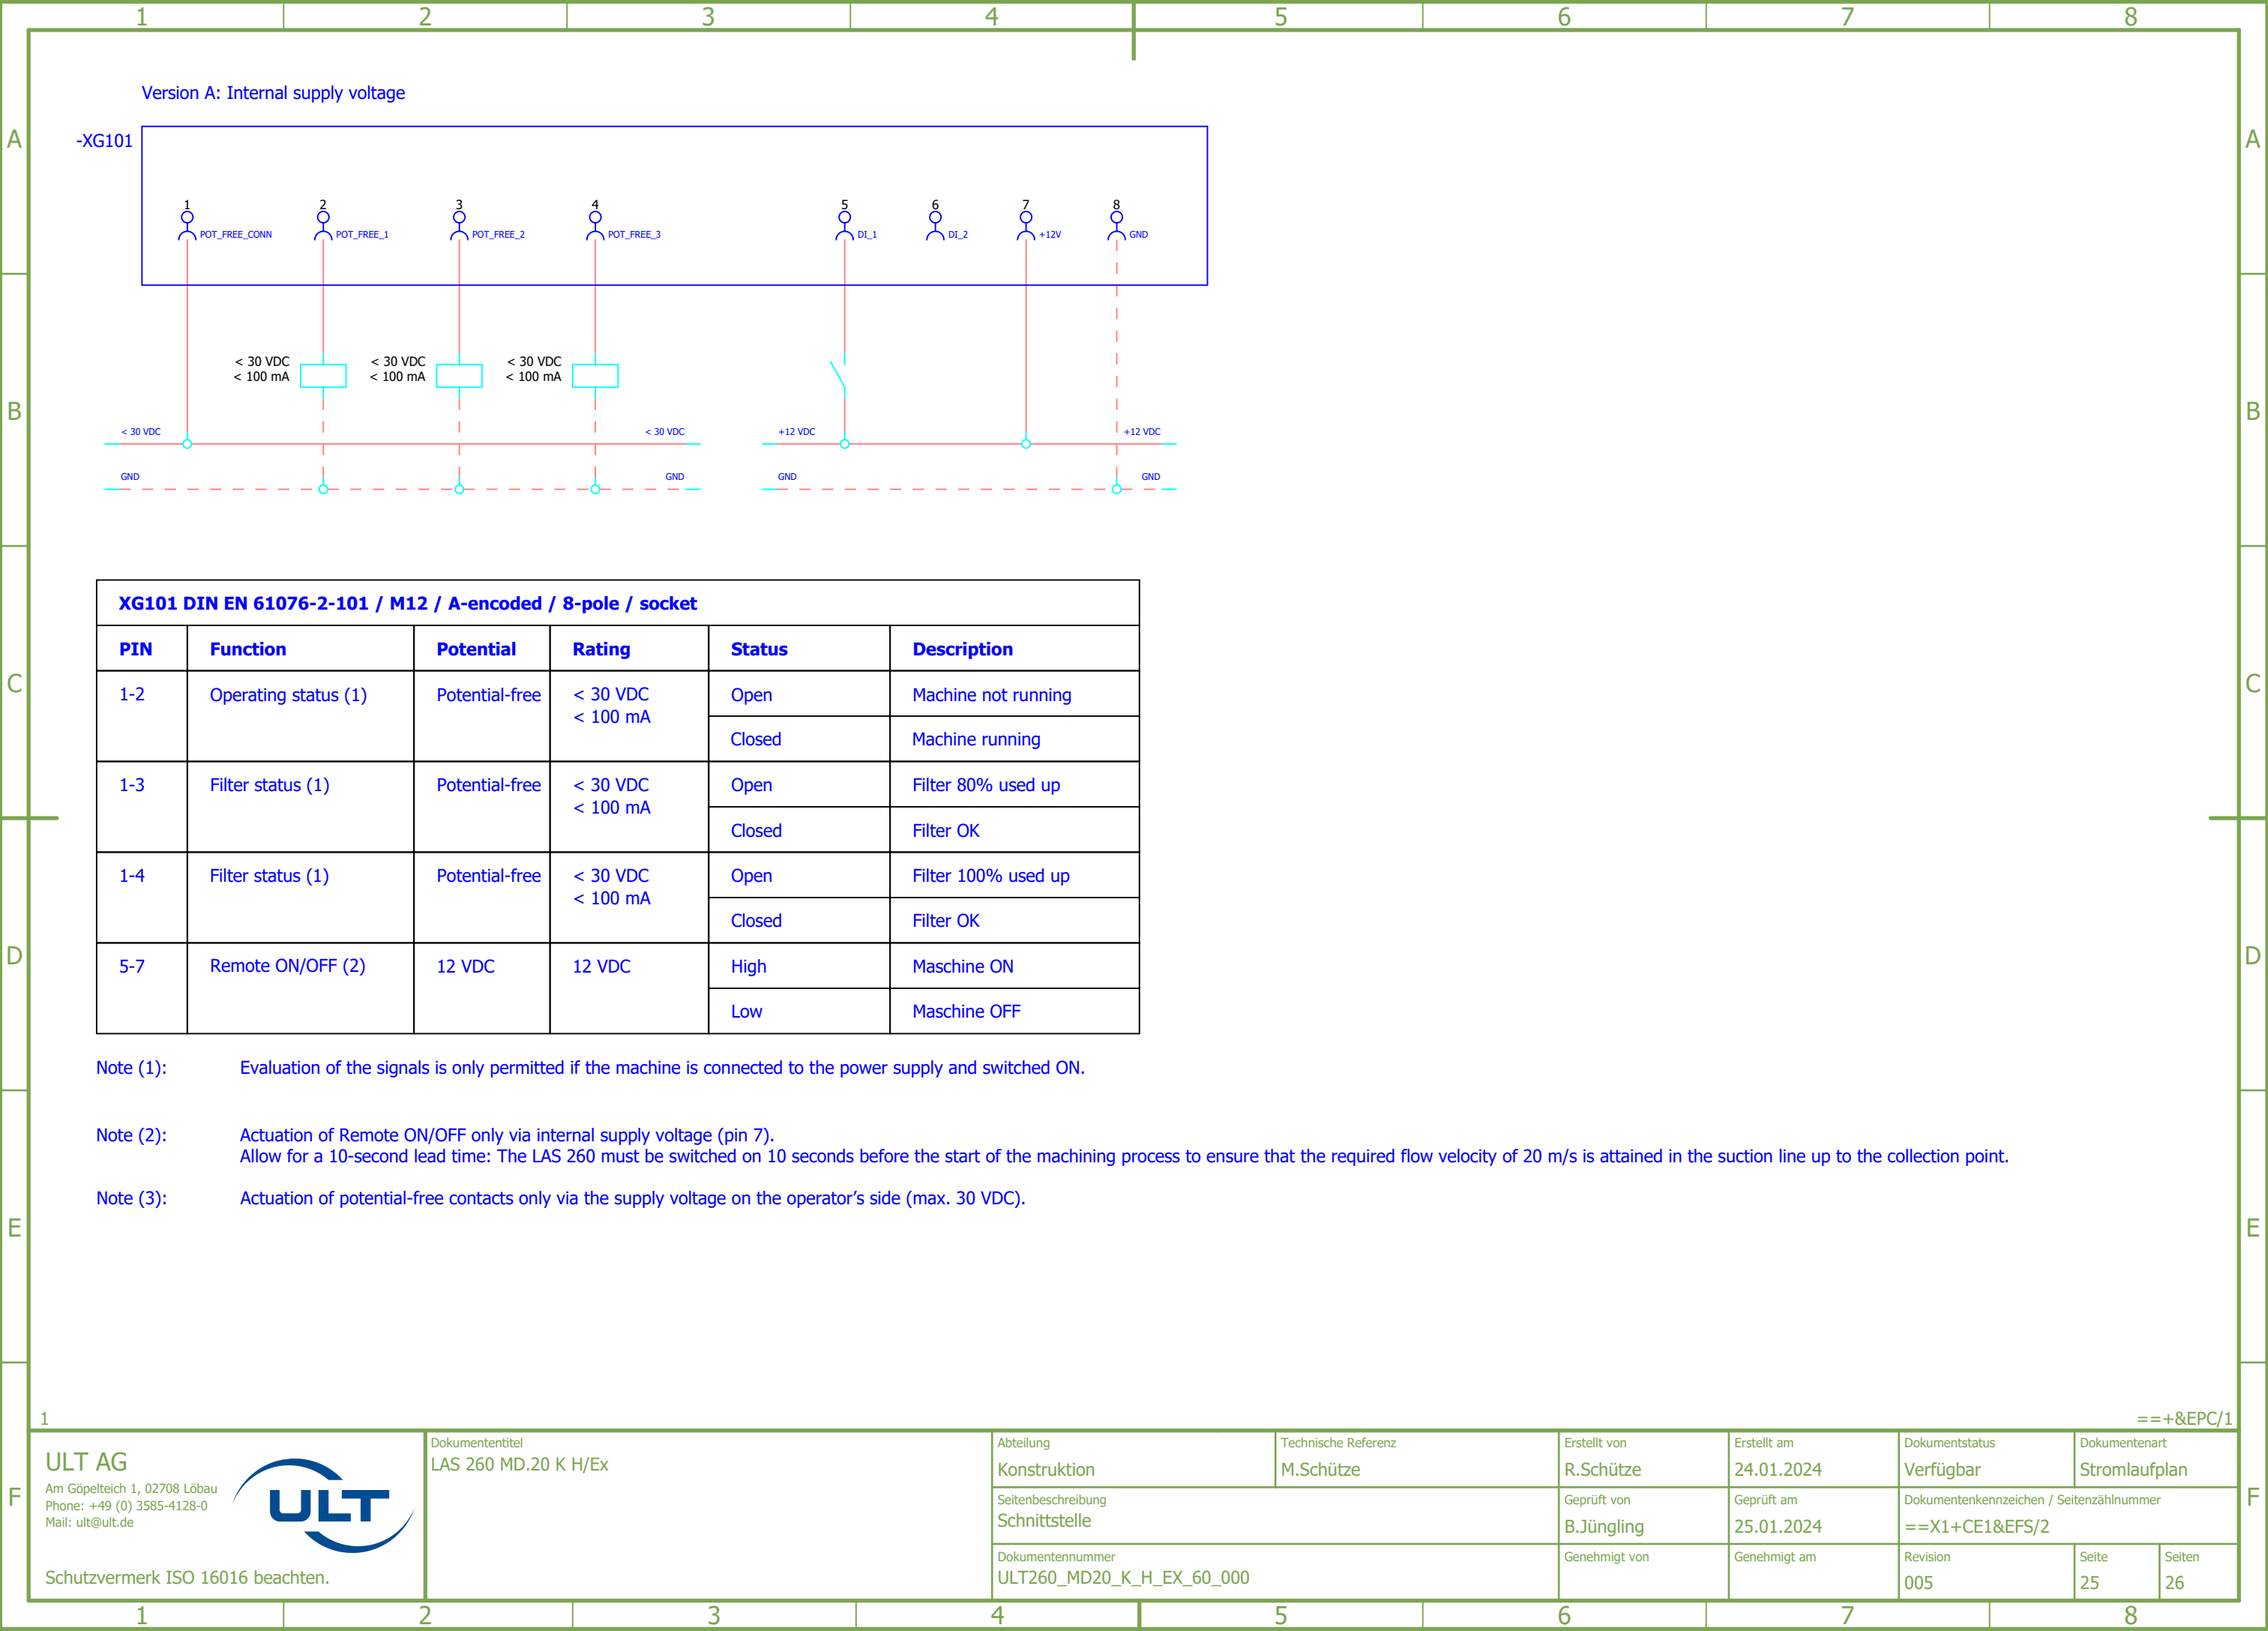 1 2 3 4 5 6 7 8
Version A: Internal supply voltage
A A
-XG101
1 2 3 4 5 6 7 8
POT_FREE_CONN POT_FREE_1 POT_FREE_2 POT_FREE_3 DI_1 DI_2 +12V GND
< 30 VDC < 30 VDC < 30 VDC
< 100 mA < 100 mA < 100 mA
B B
< 30 VDC < 30 VDC +12 VDC +12 VDC
GND GND GND GND
XG101 DIN EN 61076-2-101 / M12 / A-encoded / 8-pole / socket
PIN Function Potential Rating Status Description
C C
1-2 Operating status (1) Potential-free < 30 VDC Open Machine not running
< 100 mA
Closed Machine running
1-3 Filter status (1) Potential-free < 30 VDC Open Filter 80% used up
< 100 mA
Closed Filter OK
1-4 Filter status (1) Potential-free < 30 VDC Open Filter 100% used up
< 100 mA
Closed Filter OK
D D
5-7 Remote ON/OFF (2) 12 VDC 12 VDC High Maschine ON
Low Maschine OFF
Note (1): Evaluation of the signals is only permitted if the machine is connected to the power supply and switched ON.
Note (2): Actuation of Remote ON/OFF only via internal supply voltage (pin 7).
Allow for a 10-second lead time: The LAS 260 must be switched on 10 seconds before the start of the machining process to ensure that the required flow velocity of 20 m/s is attained in the suction line up to the collection point.
Note (3): Actuation of potential-free contacts only via the supply voltage on the operator’s side (max. 30 VDC).
E E
1 ==+&EPC/1
ULT AG
Am Göpelteich 1, 02708 Löbau
Phone: +49 (0) 3585-4128-0
Mail: ult@ult.de
ULT
Schutzvermerk ISO 16016 beachten.
F F
Dokumententitel
LAS 260 MD.20 K H/Ex
Abteilung Technische Referenz Erstellt von Erstellt am Dokumentstatus Dokumentenart
Konstruktion M.Schütze R.Schütze 24.01.2024 Verfügbar Stromlaufplan
Seitenbeschreibung Geprüft von Geprüft am Dokumentenkennzeichen / Seitenzählnummer
Schnittstelle B.Jüngling 25.01.2024 ==X1+CE1&EFS/2
Dokumentennummer Genehmigt von Genehmigt am Revision Seite Seiten
ULT260_MD20_K_H_EX_60_000 005 25 26
1 2 3 4 5 6 7 8